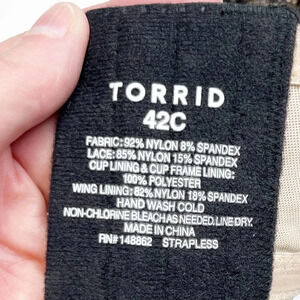 TORRID
42C
FABRIC: 92% NYLON 8% SPANDEX
LACE: 85% NYLON 15% SPANDEX
CUP LINING & CUP FRAME LINING:
100% POLYESTER
WING LINING: 82% NYLON 18% SPANDEX
HAND WASH COLD
NON-CHLORINE BLEACH AS NEEDED. LINE DRY.
MADE IN CHINA
RN# 148862 STRAPLESS